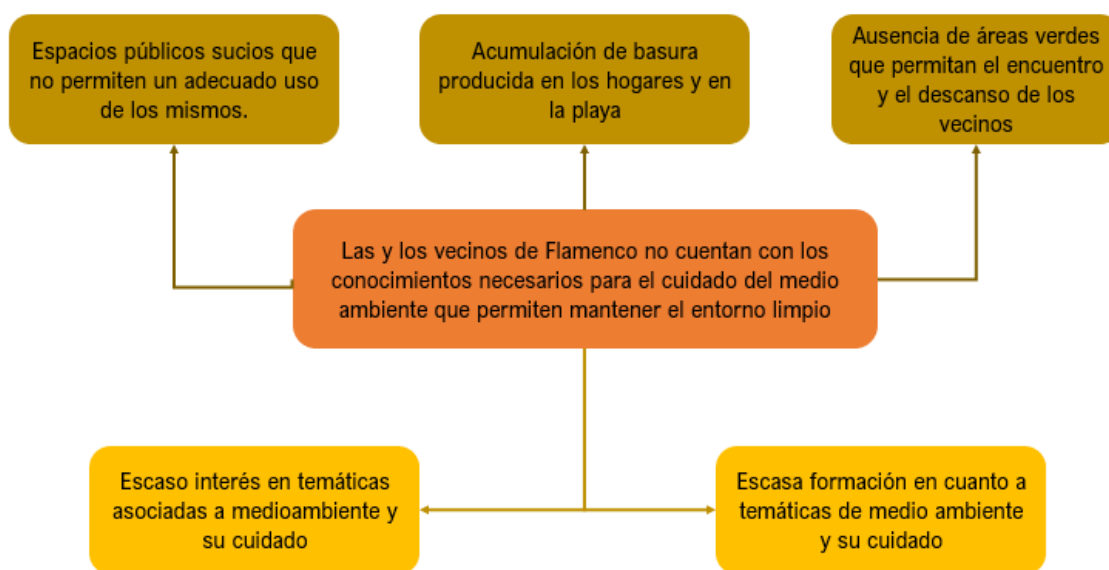 Espacios públicos sucios que
no permiten un adecuado uso
de los mismos.
Acumulación de basura
producida en los hogares y en
la playa
Ausencia de áreas verdes
que permitan el encuentro
y el descanso de los
vecinos
Las y los vecinos de Flamenco no cuentan con los
conocimientos necesarios para el cuidado del medio
ambiente que permiten mantener el entorno limpio
Escaso interés en temáticas
asociadas a medioambiente y
su cuidado
Escasa formación en cuanto a
temáticas de medio ambiente
y su cuidado